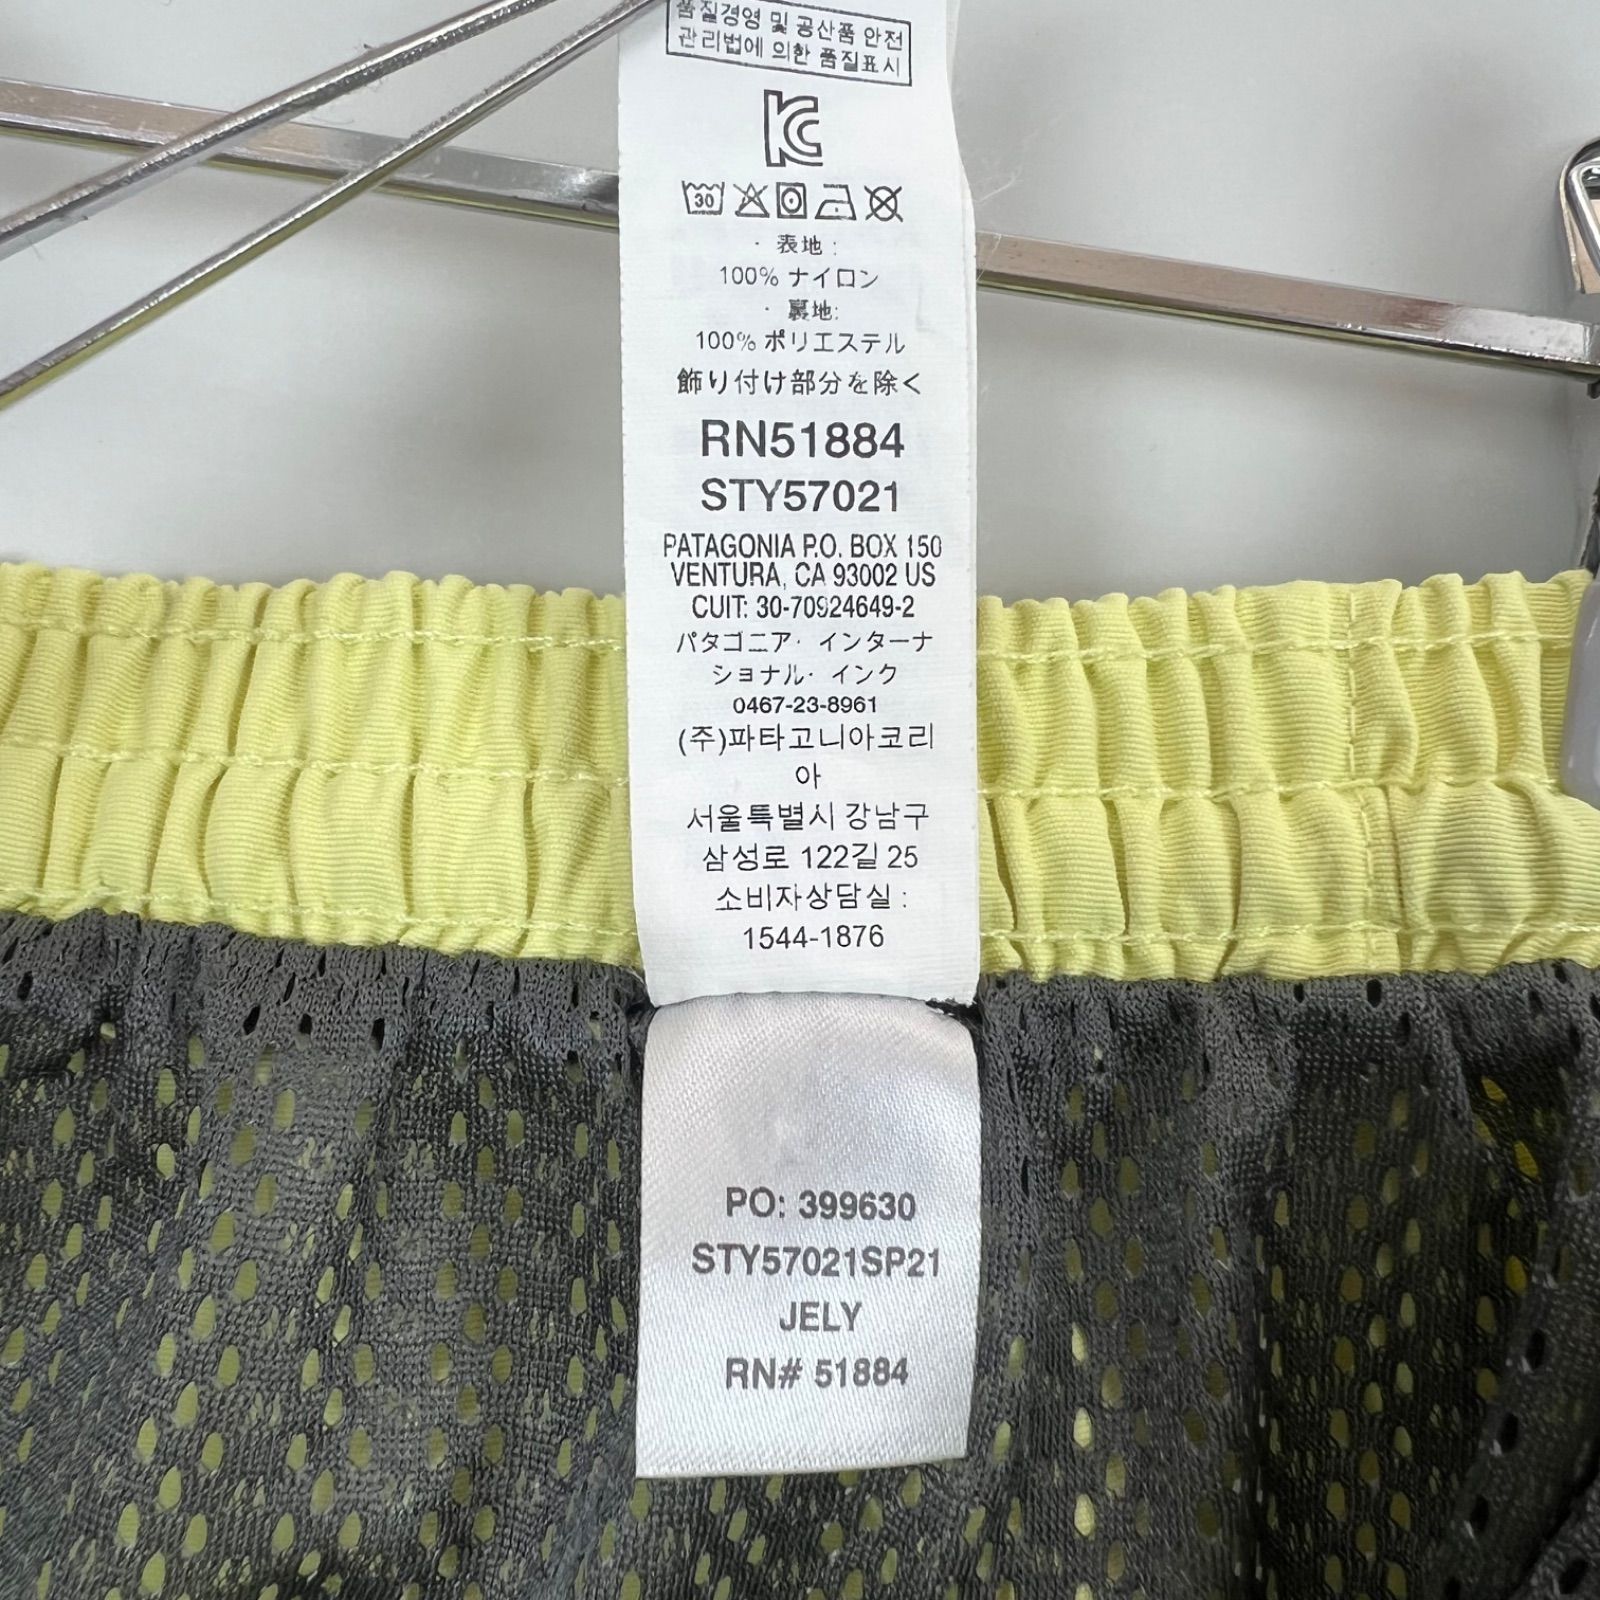 품질경영 및 공산품 안전
관리법에 의한 품질표시
30
· 表地 :
100% ナイロン
· 裏地:
100% ポリエステル
飾り付け部分を除く
RN51884
STY57021
PATAGONIA P.O. BOX 150
VENTURA, CA 93002 US
CUIT: 30-70924649-2
パタゴニア・インターナ
ショナル・インク
0467-23-8961
(주)파타고니아코리
아
서울특별시 강남구
삼성로 122길 25
소비자상담실 :
1544-1876
PO: 399630
STY57021SP21
JELY
RN# 51884